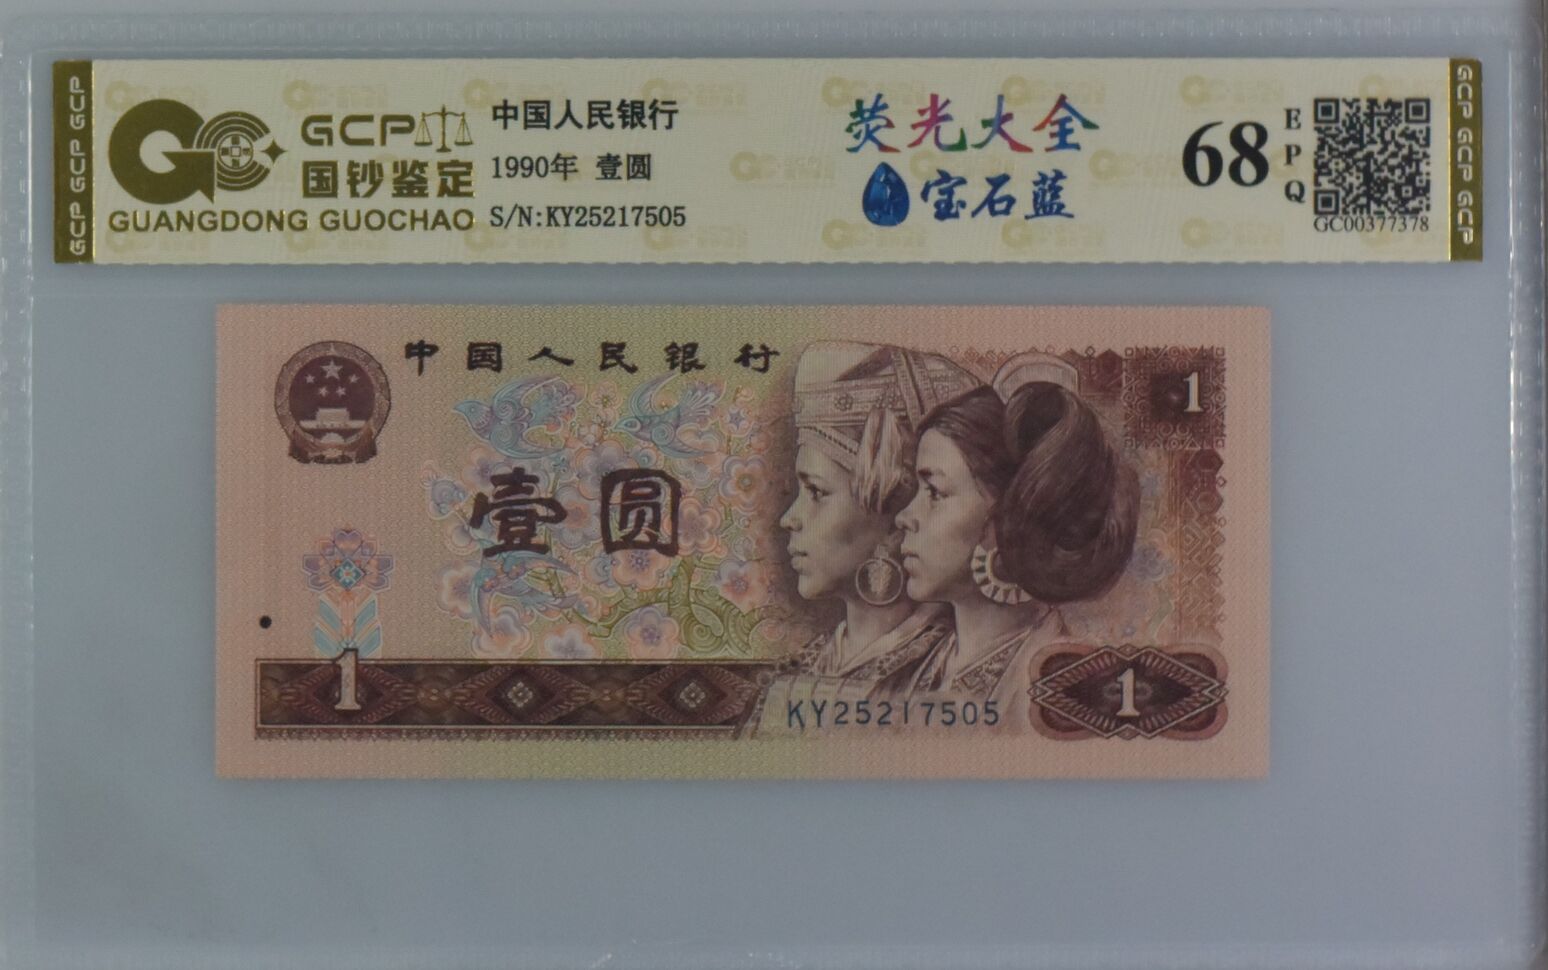 GCP GCP GCP
GCP
国钞鉴定
GUANGDONG GUOCHAO
中国人民银行
1990年 壹圆
S/N:KY25217505
荧光大全
宝石蓝
68
EPQ
GC00377378
GCP GCP GCP
中国人民银行
1
壹圆
1
KY25217505
1